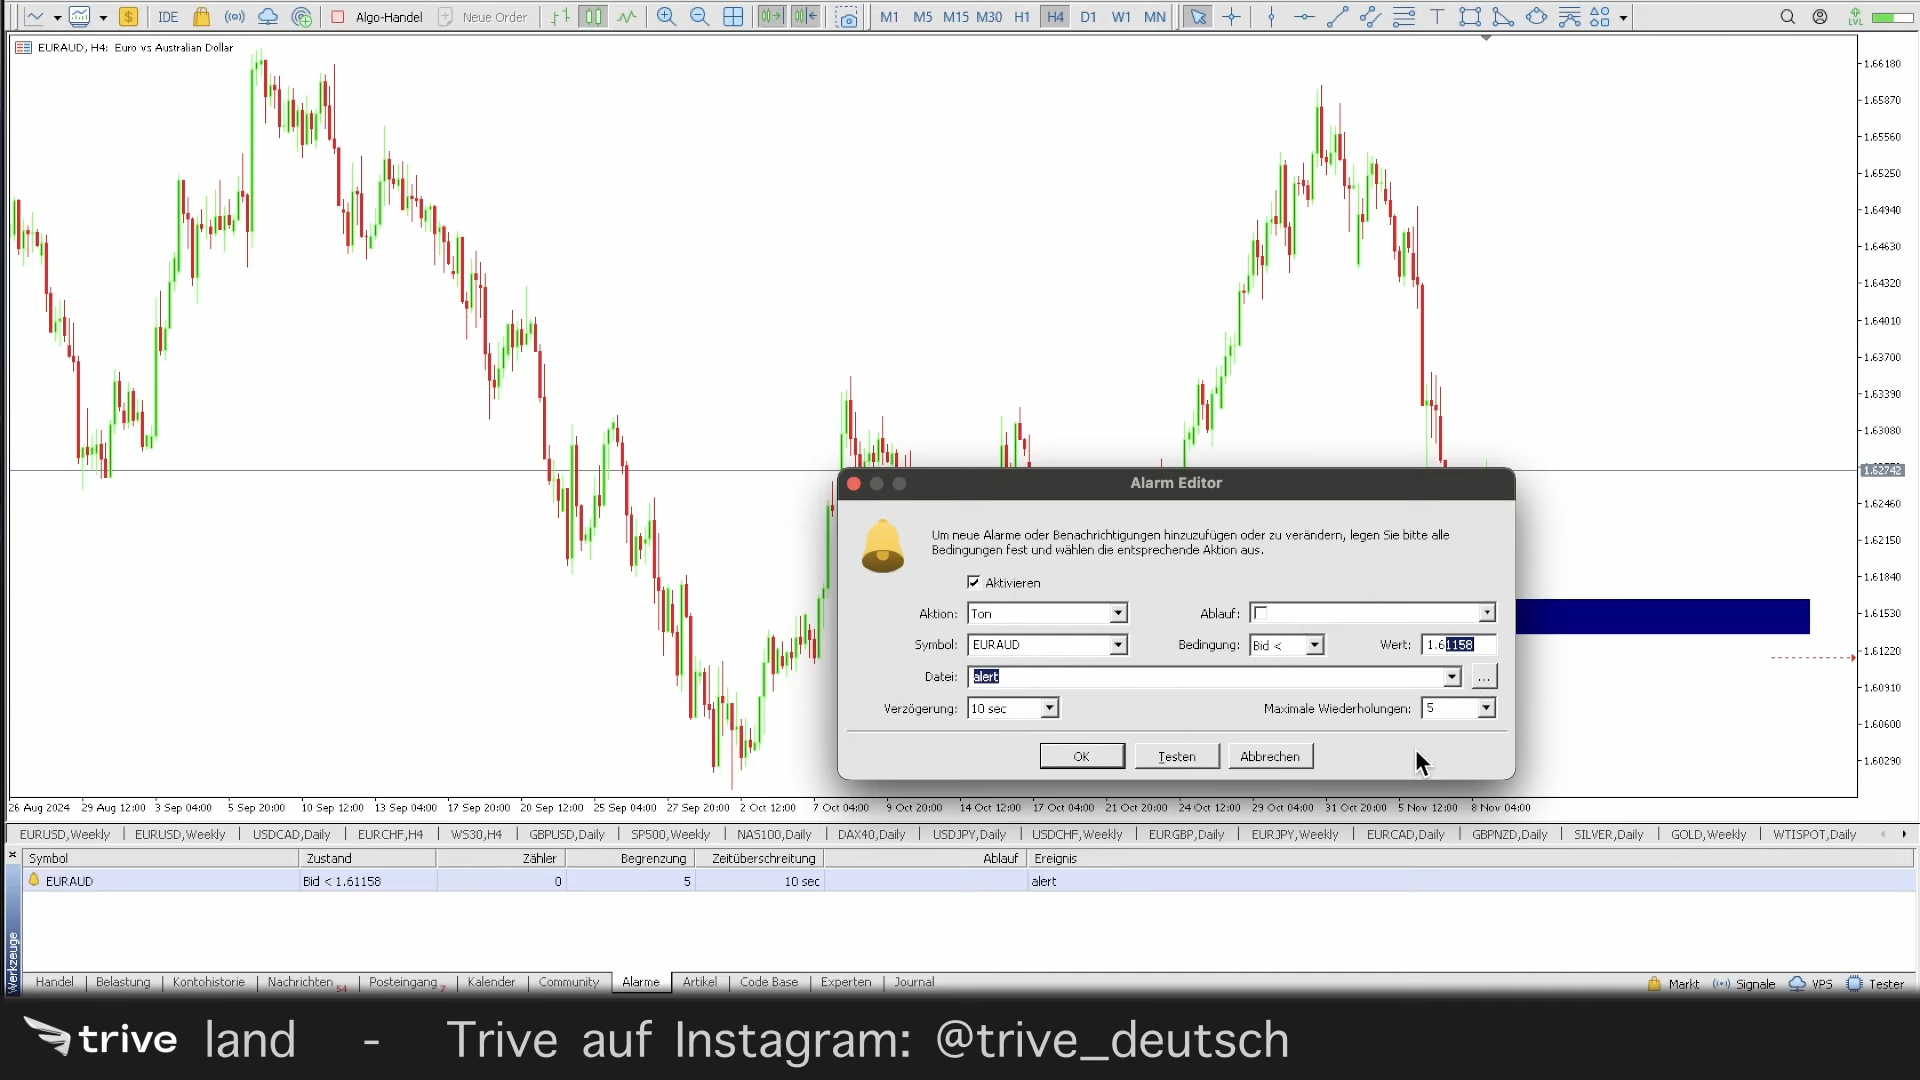 IDE Algo-Handel Neue Order M1 M5 M15 M30 H1 H4 D1 W1 MN LVL
EURAUD, H4: Euro vs Australian Dollar
1.66180
1.65870
1.65560
1.65250
1.64940
1.64630
1.64320
1.64010
1.63700
1.63390
1.63080
1.62742
1.62460
1.62150
1.61840
1.61530
1.61220
1.60910
1.60600
1.60290
Alarm Editor
Um neue Alarme oder Benachrichtigungen hinzuzufügen oder zu verändern, legen Sie bitte alle
Bedingungen fest und wählen die entsprechende Aktion aus.
Aktivieren
Aktion: Ton Ablauf:
Symbol: EURAUD Bedingung: Bid < Wert: 1.61158
Datei: alert ...
Verzögerung: 10 sec Maximale Wiederholungen: 5
OK Testen Abbrechen
26 Aug 2024 29 Aug 12:00 3 Sep 04:00 5 Sep 20:00 10 Sep 12:00 13 Sep 04:00 17 Sep 20:00 20 Sep 12:00 25 Sep 04:00 27 Sep 20:00 2 Oct 12:00 7 Oct 04:00 9 Oct 20:00 14 Oct 12:00 17 Oct 04:00 21 Oct 20:00 24 Oct 12:00 29 Oct 04:00 31 Oct 20:00 5 Nov 12:00 8 Nov 04:00
EURUSD,Weekly EURUSD,Weekly USDCAD,Daily EURCHF,H4 WS30,H4 GBPUSD,Daily SP500,Weekly NAS100,Daily DAX40,Daily USDJPY,Daily USDCHF,Weekly EURGBP,Daily EURJPY,Weekly EURCAD,Daily GBPNZD,Daily SILVER,Daily GOLD,Weekly WTISPOT,Daily
Symbol Zustand Zähler Begrenzung Zeitüberschreitung Ablauf Ereignis
EURAUD Bid < 1.61158 0 5 10 sec alert
Werkzeuge
Handel Belastung Kontohistorie Nachrichten 54 Posteingang 7 Kalender Community Alarme Artikel Code Base Experten Journal Markt Signale VPS Tester
trive land - Trive auf Instagram: @trive_deutsch